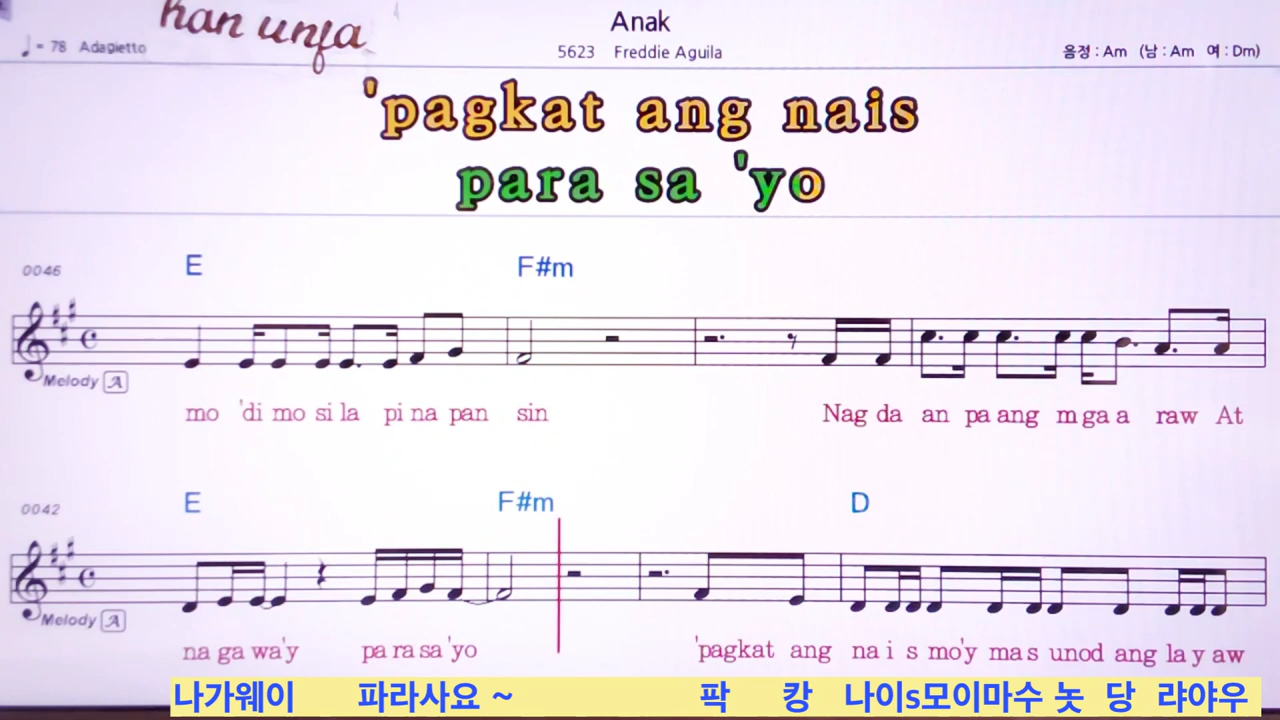 han unfa
Anak
♩= 78 Adagietto
5623 Freddie Aguila
음정 : Am (남 : Am 여 : Dm)
'pagkat ang nais
para sa 'yo
0046
E F#m
Melody A
mo 'di mo si la pi na pan sin Nag da an pa ang m ga a raw At
0042
E F#m D
Melody A
na ga wa'y pa ra sa 'yo 'pagkat ang na i s mo'y mas unod ang la y aw
나가웨이 파라사요 ~ 팍 캉 나이s모이마수 놋 당 랴야우